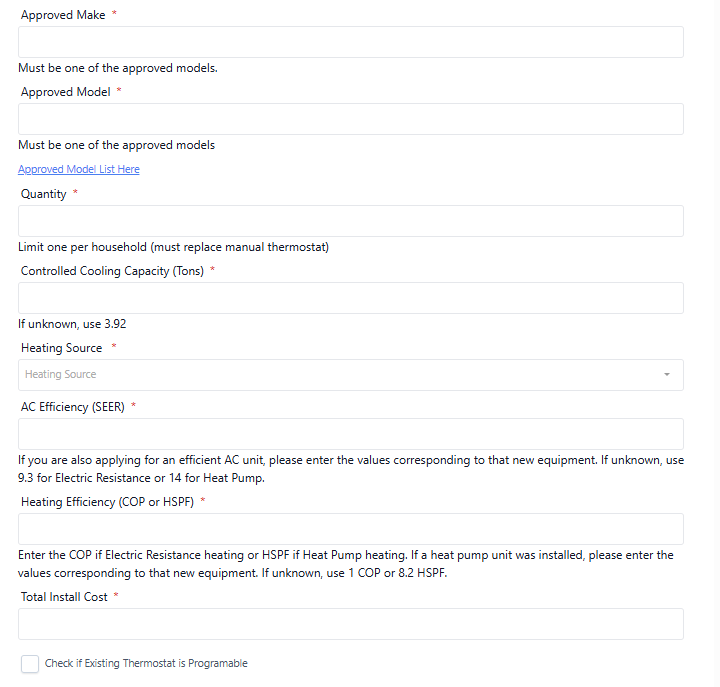 Approved Make *
Must be one of the approved models.
Approved Model *
Must be one of the approved models
Approved Model List Here
Quantity *
Limit one per household (must replace manual thermostat)
Controlled Cooling Capacity (Tons) *
If unknown, use 3.92
Heating Source *
Heating Source
AC Efficiency (SEER) *
If you are also applying for an efficient AC unit, please enter the values corresponding to that new equipment. If unknown, use
9.3 for Electric Resistance or 14 for Heat Pump.
Heating Efficiency (COP or HSPF) *
Enter the COP if Electric Resistance heating or HSPF if Heat Pump heating. If a heat pump unit was installed, please enter the
values corresponding to that new equipment. If unknown, use 1 COP or 8.2 HSPF.
Total Install Cost *
Check if Existing Thermostat is Programable